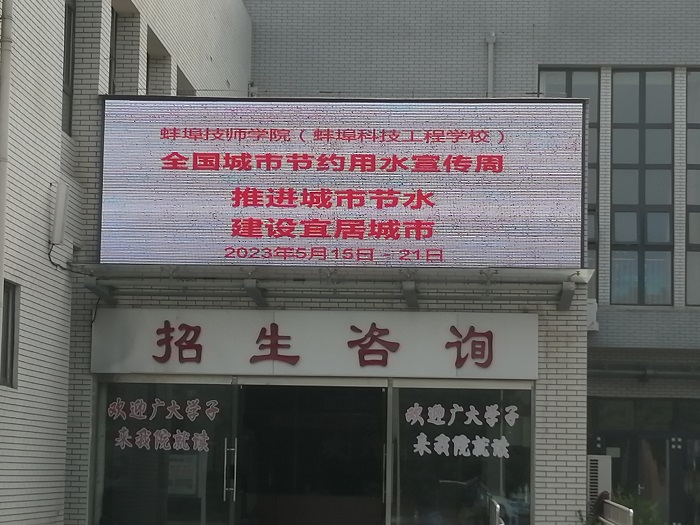 蚌埠技师学院（蚌埠科技工程学校）
全国城市节约用水宣传周
推进城市节水
建设宜居城市
2023年5月15日－21日
招生咨询
欢迎广大学子
来我院就读
欢迎广大学子
来我院就读